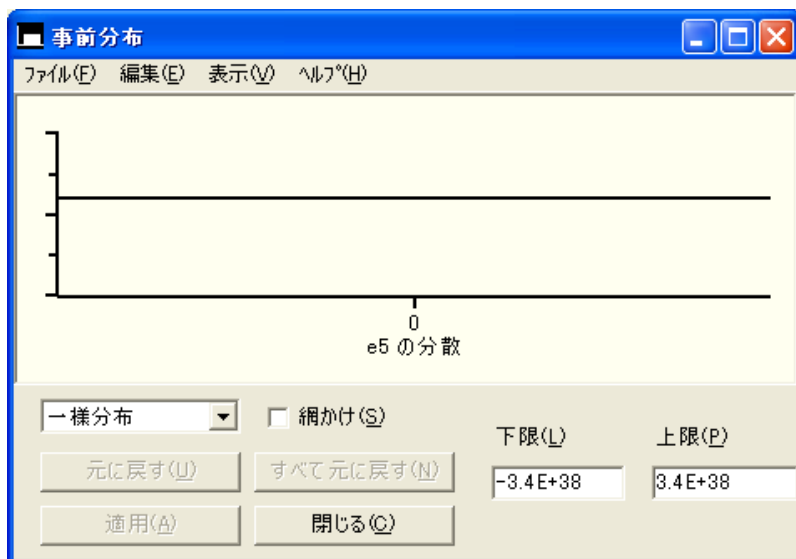 事前分布
ファイル(F) 編集(E) 表示(V) ヘルプ(H)
0
e5 の分散
一様分布
網かけ(S)
下限(L) 上限(P)
元に戻す(U) すべて元に戻す(N)
-3.4E+38 3.4E+38
適用(A) 閉じる(C)